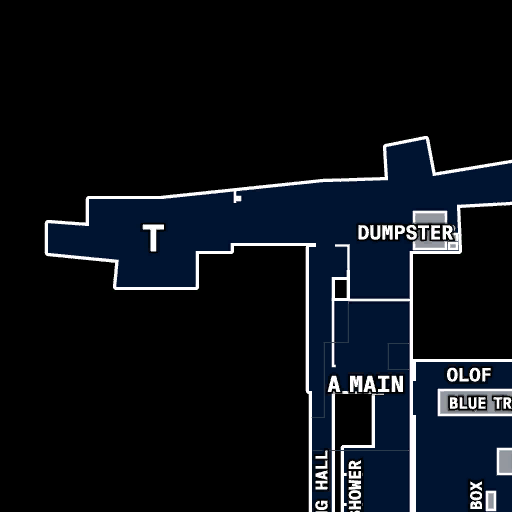 DUMPSTER
T
OLOF
A MAIN
BLUE TR
G HALL
SHOWER
BOX